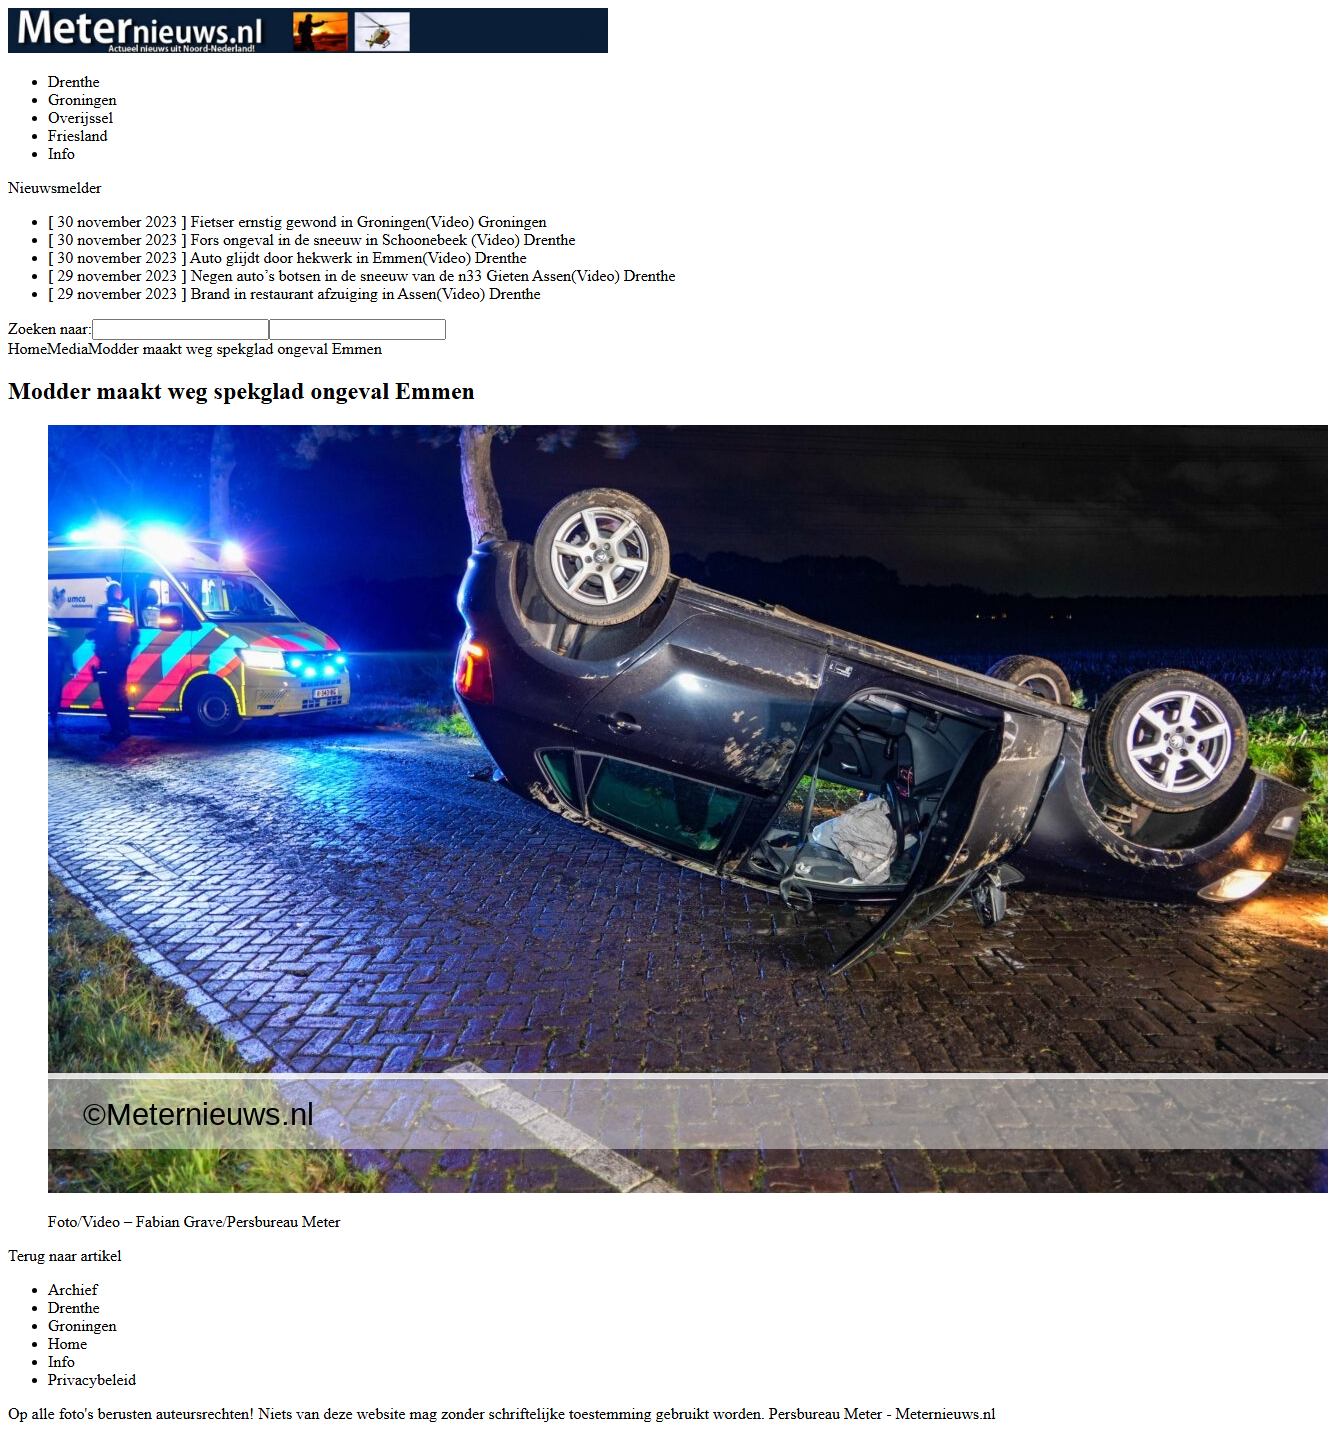 Meternieuws.nl
Actueel nieuws uit Noord-Nederland!
Drenthe
Groningen
Overijssel
Friesland
Info
Nieuwsmelder
[ 30 november 2023 ] Fietser ernstig gewond in Groningen(Video) Groningen
[ 30 november 2023 ] Fors ongeval in de sneeuw in Schoonebeek (Video) Drenthe
[ 30 november 2023 ] Auto glijdt door hekwerk in Emmen(Video) Drenthe
[ 29 november 2023 ] Negen auto’s botsen in de sneeuw van de n33 Gieten Assen(Video) Drenthe
[ 29 november 2023 ] Brand in restaurant afzuiging in Assen(Video) Drenthe
Zoeken naar:
HomeMediaModder maakt weg spekglad ongeval Emmen
Modder maakt weg spekglad ongeval Emmen
umcg
©Meternieuws.nl
Foto/Video – Fabian Grave/Persbureau Meter
Terug naar artikel
Archief
Drenthe
Groningen
Home
Info
Privacybeleid
Op alle foto's berusten auteursrechten! Niets van deze website mag zonder schriftelijke toestemming gebruikt worden. Persbureau Meter - Meternieuws.nl